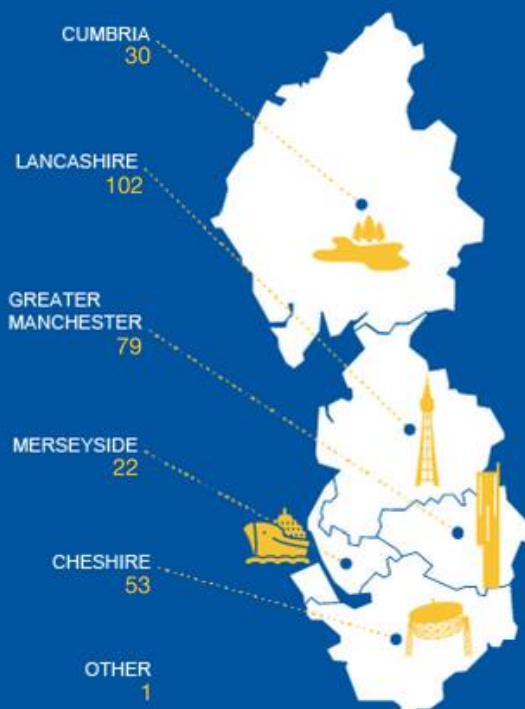 CUMBRIA
30
LANCASHIRE
102
GREATER
MANCHESTER
79
MERSEYSIDE
22
CHESHIRE
53
OTHER
1